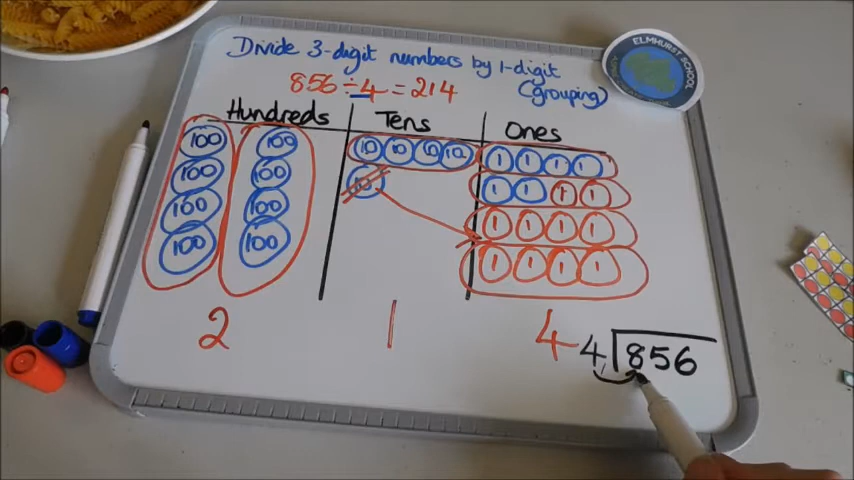 Divide 3-digit numbers by 1-digit
(grouping)
856 ÷ 4 = 214
ELMHURST SCHOOL
Hundreds Tens Ones
100 100 10 10 10 10 1 1 1 1
100 100 10 1 1 1 1
100 100 1 1 1 1
100 100 1 1 1 1
2 1 4
4 856